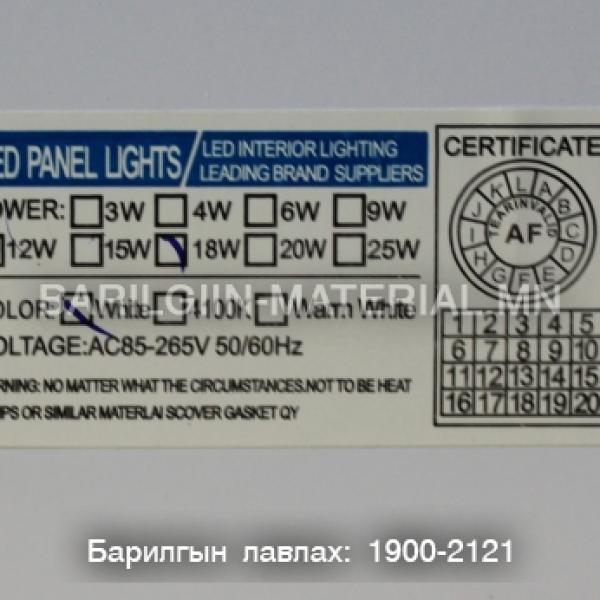 ED PANEL LIGHTS/ LED INTERIOR LIGHTING
LEADING BRAND SUPPLIERS
OWER: 3W 4W 6W 9W
12W 15W 18W 20W 25W
OLOR: White 4100K Warm White
OLTAGE:AC85-265V 50/60Hz
RNING: NO MATTER WHAT THE CIRCUMSTANCES.NOT TO BE HEAT
IPS OR SIMILAR MATERLAI SCOVER GASKET QY
CERTIFICATE
A B C D E F G H I J K L
YEARINVALID
AF
1 2 3 4 5
6 7 8 9 10
11 12 13 14 15
16 17 18 19 20
BARILGIIN-MATERIAL.MN
Барилгын лавлах: 1900-2121